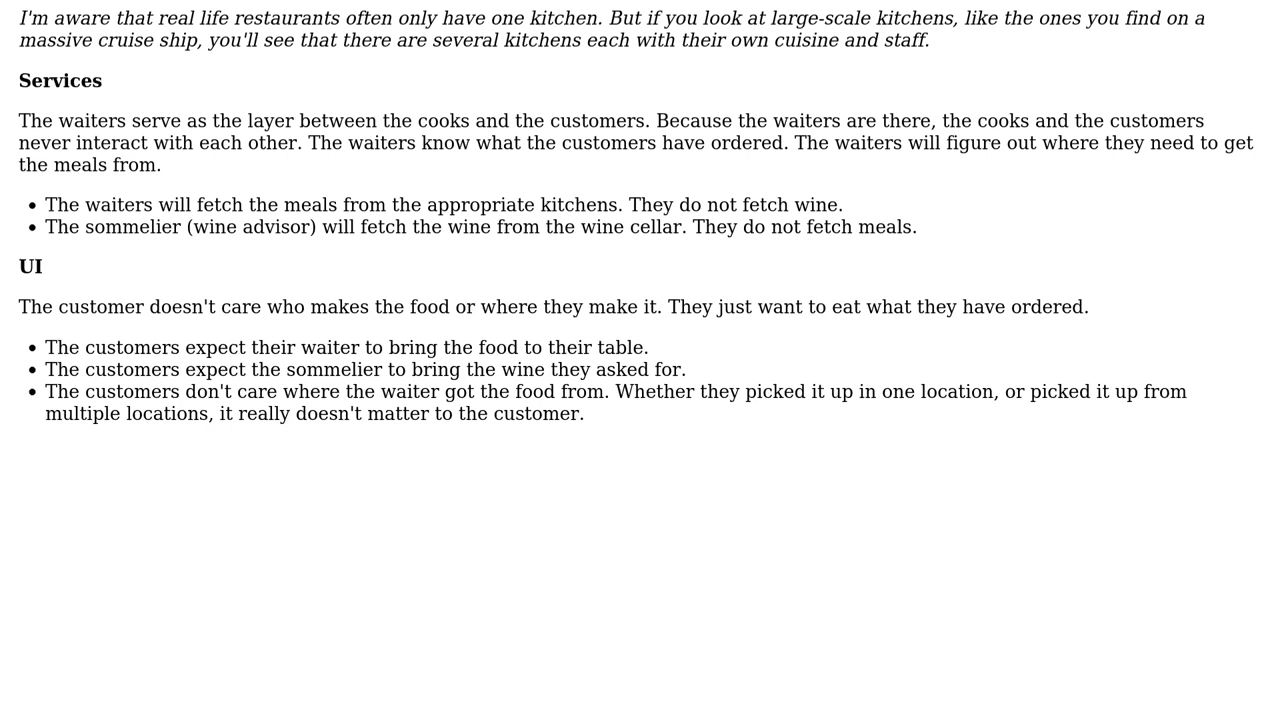 I'm aware that real life restaurants often only have one kitchen. But if you look at large-scale kitchens, like the ones you find on a
massive cruise ship, you'll see that there are several kitchens each with their own cuisine and staff.
Services
The waiters serve as the layer between the cooks and the customers. Because the waiters are there, the cooks and the customers
never interact with each other. The waiters know what the customers have ordered. The waiters will figure out where they need to get
the meals from.
• The waiters will fetch the meals from the appropriate kitchens. They do not fetch wine.
• The sommelier (wine advisor) will fetch the wine from the wine cellar. They do not fetch meals.
UI
The customer doesn't care who makes the food or where they make it. They just want to eat what they have ordered.
• The customers expect their waiter to bring the food to their table.
• The customers expect the sommelier to bring the wine they asked for.
• The customers don't care where the waiter got the food from. Whether they picked it up in one location, or picked it up from
multiple locations, it really doesn't matter to the customer.